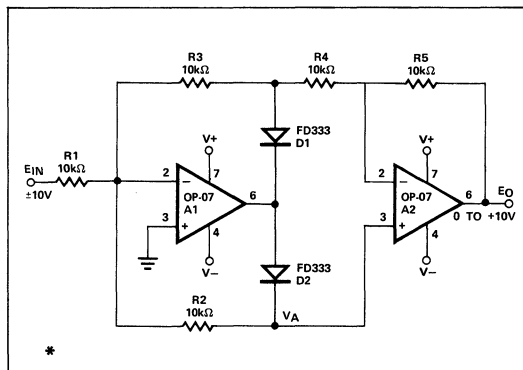 R3
10kΩ
R4
10kΩ
R5
10kΩ
FD333
D1
V+
V+
R1
10kΩ
EIN
±10V
2
−
7
OP-07
A1
6
3
+
4
V−
2
−
7
OP-07
A2
6
EO
0 TO +10V
3
+
4
V−
FD333
D2
R2
10kΩ
VA
*